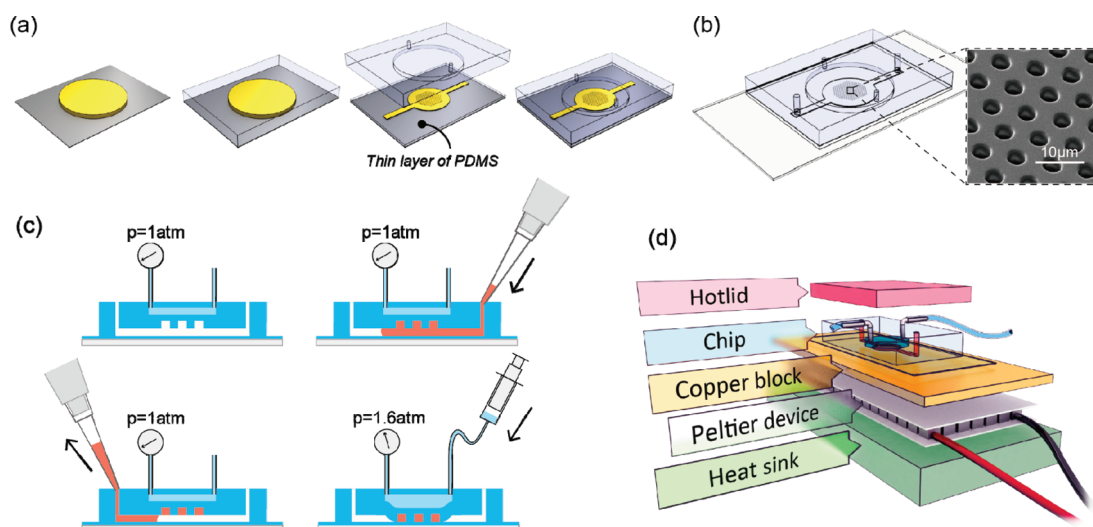 (a)
Thin layer of PDMS
(b)
10μm
(c)
p=1atm
p=1atm
p=1atm
p=1.6atm
(d)
Hotlid
Chip
Copper block
Peltier device
Heat sink